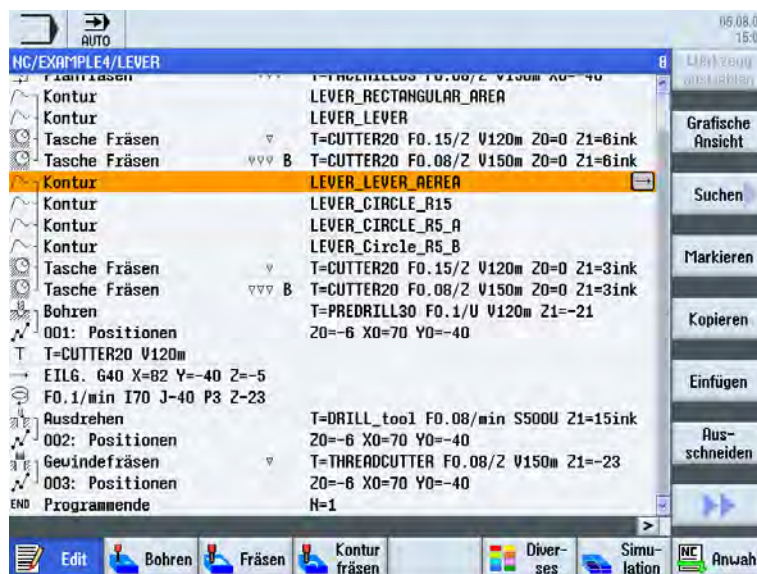 AUTO
NC/EXAMPLE4/LEVER 8
Planfräsen ▽▽▽ T=FACEMILL63 F0.08/Z V150m X0=-40
Kontur LEVER_RECTANGULAR_AREA
Kontur LEVER_LEVER
Tasche Fräsen ▽ T=CUTTER20 F0.15/Z V120m Z0=0 Z1=6ink
Tasche Fräsen ▽▽▽ B T=CUTTER20 F0.08/Z V150m Z0=0 Z1=6ink
Kontur LEVER_LEVER_AEREA
Kontur LEVER_CIRCLE_R15
Kontur LEVER_CIRCLE_R5_A
Kontur LEVER_Circle_R5_B
Tasche Fräsen ▽ T=CUTTER20 F0.15/Z V120m Z0=0 Z1=3ink
Tasche Fräsen ▽▽▽ B T=CUTTER20 F0.08/Z V150m Z0=0 Z1=3ink
Bohren T=PREDRILL30 F0.1/U V120m Z1=-21
001: Positionen Z0=-6 X0=70 Y0=-40
T T=CUTTER20 V120m
EILG. G40 X=82 Y=-40 Z=-5
F0.1/min I70 J-40 P3 Z-23
Ausdrehen T=DRILL_tool F0.08/min S500U Z1=15ink
002: Positionen Z0=-6 X0=70 Y0=-40
Gewindefräsen ▽ T=THREADCUTTER F0.08/Z V150m Z1=-23
003: Positionen Z0=-6 X0=70 Y0=-40
END Programmende N=1
Grafische
Ansicht
Suchen
Markieren
Kopieren
Einfügen
Aus-
schneiden
Edit
Bohren
Fräsen
Kontur
fräsen
Diver-
ses
Simu-
lation
NC Anwah